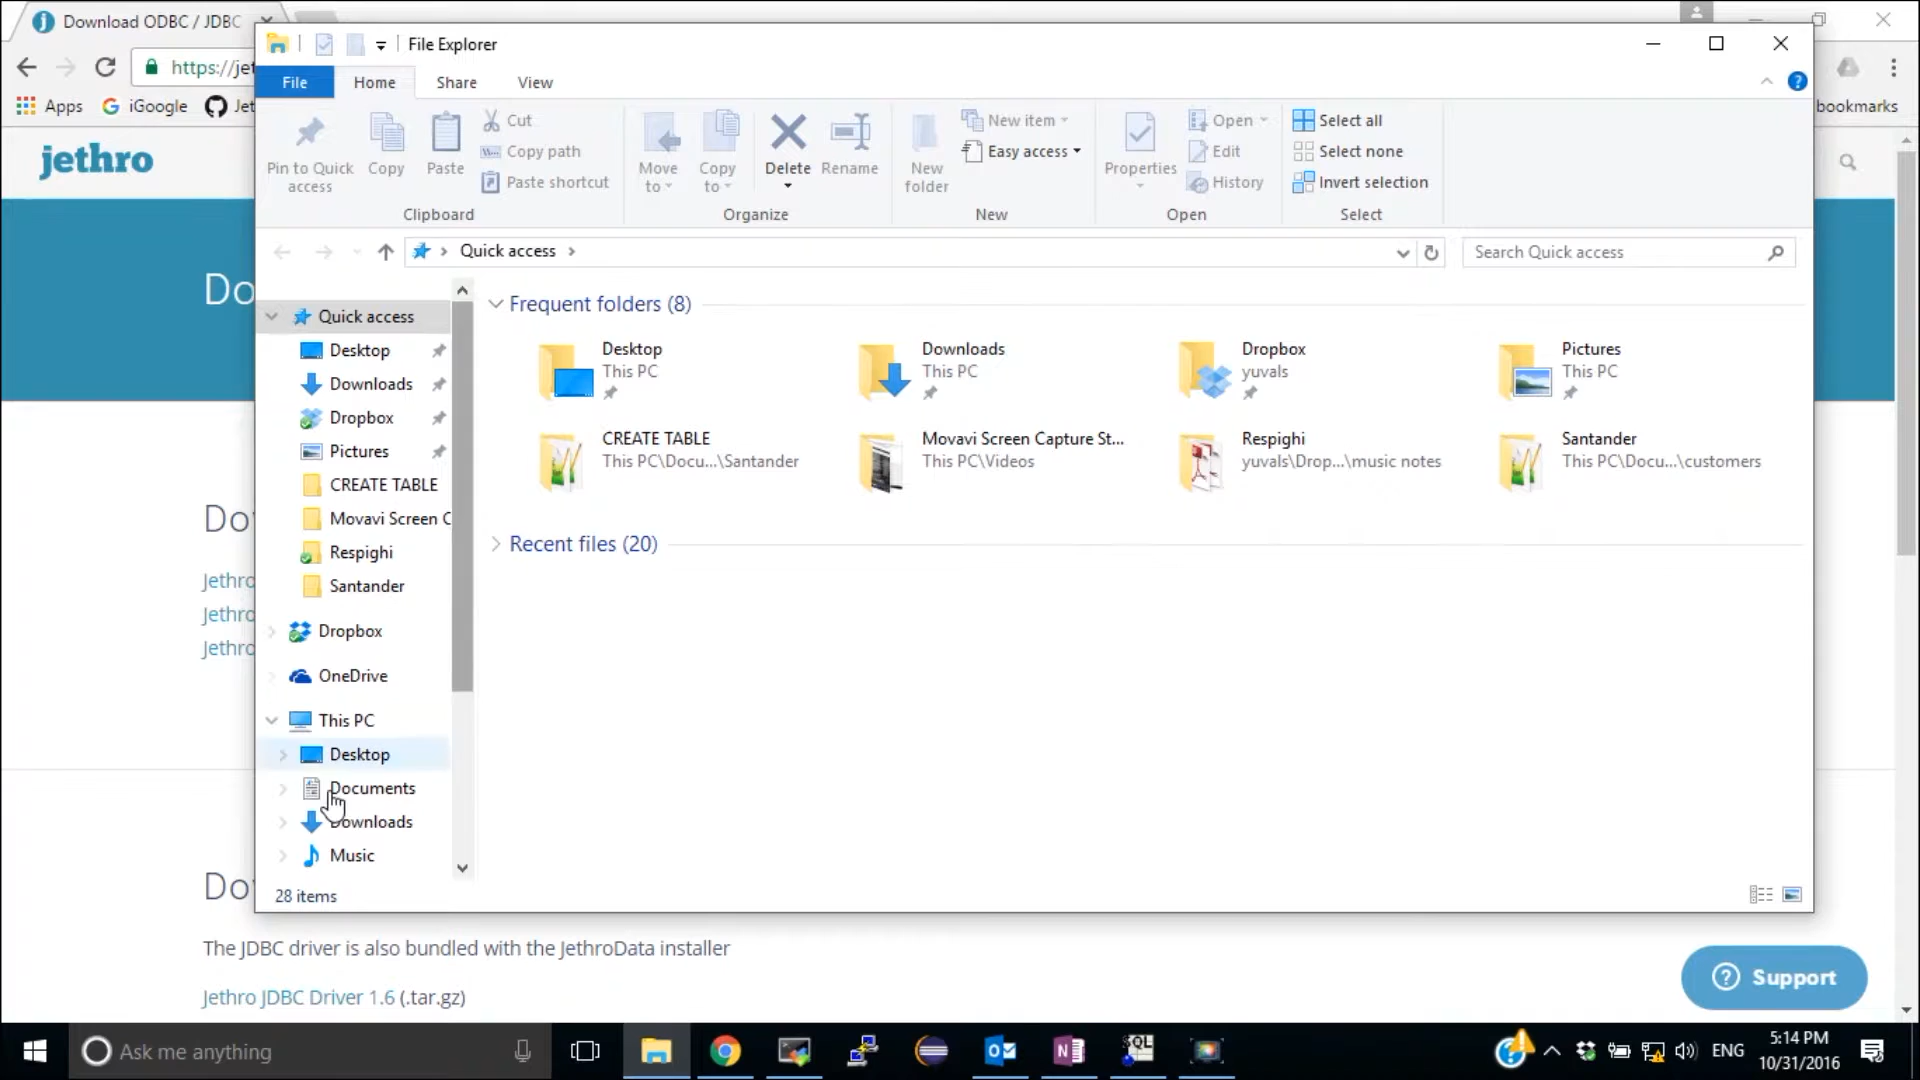 Download ODBC / JDBC
File Explorer
https://jet
File
Home
Share
View
Apps
iGoogle
Jet
bookmarks
Pin to Quick access
Copy
Paste
Cut
Copy path
Paste shortcut
Clipboard
Move to
Copy to
Delete
Rename
Organize
New folder
New item
Easy access
New
Properties
Open
Edit
History
Open
Select all
Select none
Invert selection
Select
jethro
Quick access
Search Quick access
Do
Quick access
Desktop
Downloads
Dropbox
Pictures
CREATE TABLE
Movavi Screen C
Respighi
Santander
Dropbox
OneDrive
This PC
Desktop
Documents
Downloads
Music
28 items
Frequent folders (8)
Desktop
This PC
Downloads
This PC
Dropbox
yuvals
Pictures
This PC
CREATE TABLE
This PC\Docu...\Santander
Movavi Screen Capture St...
This PC\Videos
Respighi
yuvals\Drop...\music notes
Santander
This PC\Docu...\customers
Recent files (20)
Do
Jethro
Jethro
Jethro
Do
The JDBC driver is also bundled with the JethroData installer
Jethro JDBC Driver 1.6 (.tar.gz)
Support
Ask me anything
SQL
ENG
5:14 PM
10/31/2016